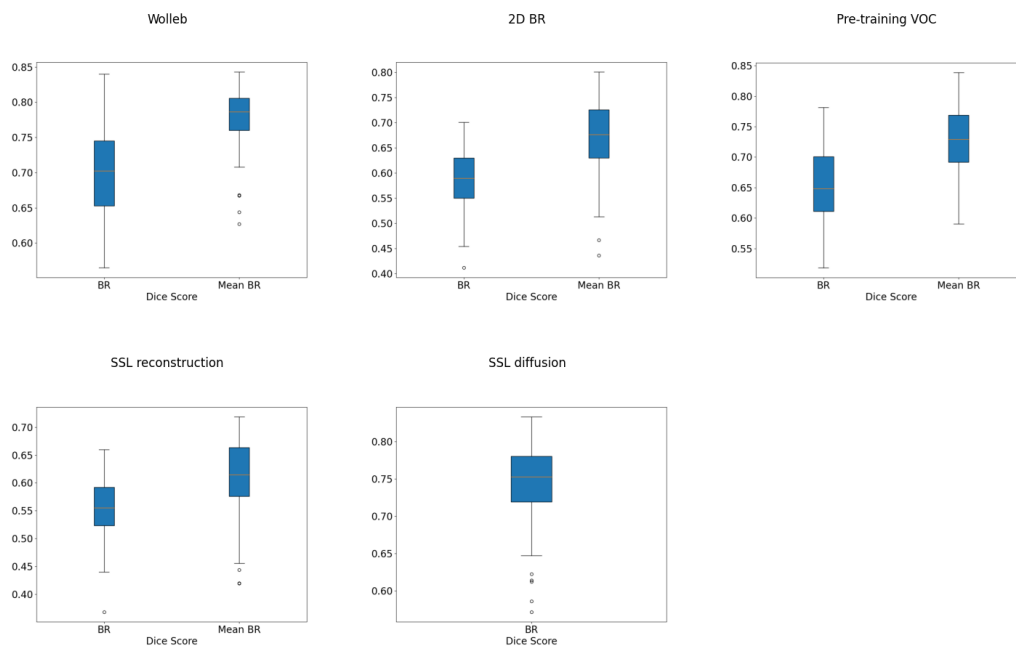 Wolleb
0.85
0.80
0.75
0.70
0.65
0.60
BR
Mean BR
Dice Score
2D BR
0.80
0.75
0.70
0.65
0.60
0.55
0.50
0.45
0.40
BR
Mean BR
Dice Score
Pre-training VOC
0.85
0.80
0.75
0.70
0.65
0.60
0.55
BR
Mean BR
Dice Score
SSL reconstruction
0.70
0.65
0.60
0.55
0.50
0.45
0.40
BR
Mean BR
Dice Score
SSL diffusion
0.80
0.75
0.70
0.65
0.60
BR
Dice Score